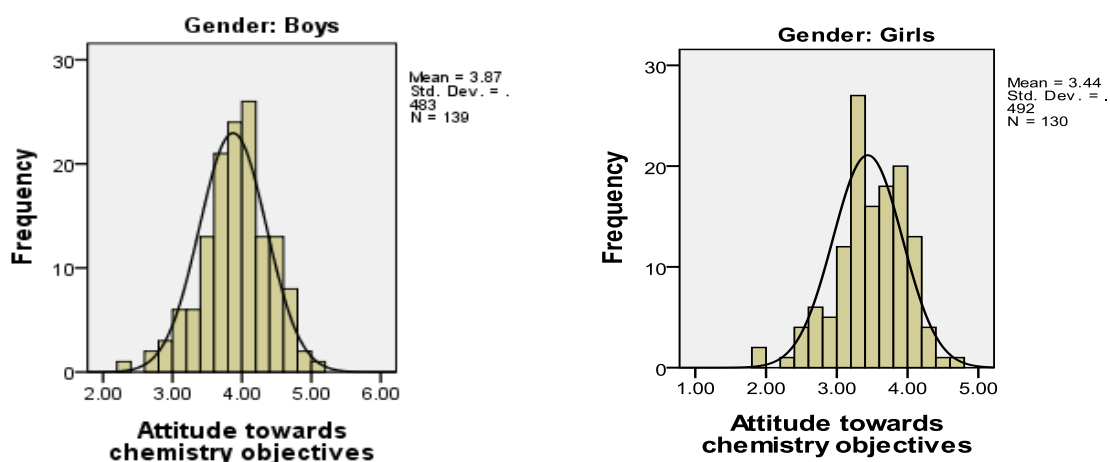 Gender: Boys
30
20
10
0
Frequency
2.00 3.00 4.00 5.00 6.00
Attitude towards
chemistry objectives
Mean = 3.87
Std. Dev. = .
483
N = 139
Gender: Girls
30
20
10
0
Frequency
1.00 2.00 3.00 4.00 5.00
Attitude towards
chemistry objectives
Mean = 3.44
Std. Dev. = .
492
N = 130